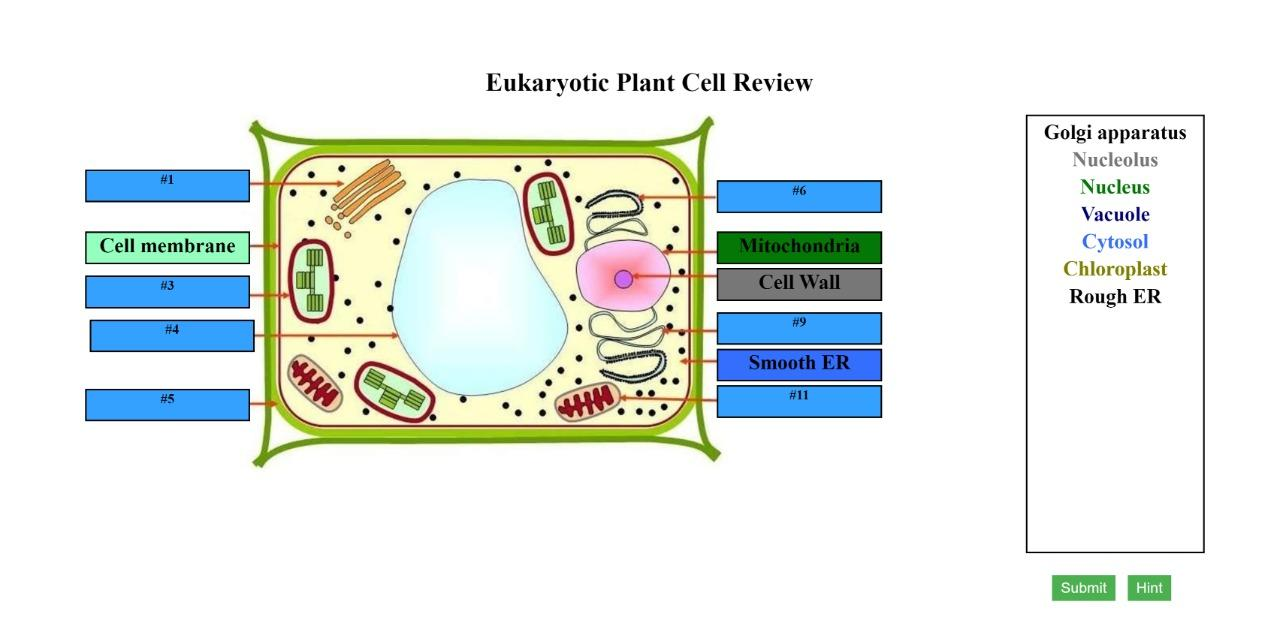 Eukaryotic Plant Cell Review
#1
Cell membrane
#3
#4
#5
#6
Mitochondria
Cell Wall
#9
Smooth ER
#11
Golgi apparatus
Nucleolus
Nucleus
Vacuole
Cytosol
Chloroplast
Rough ER
Submit
Hint